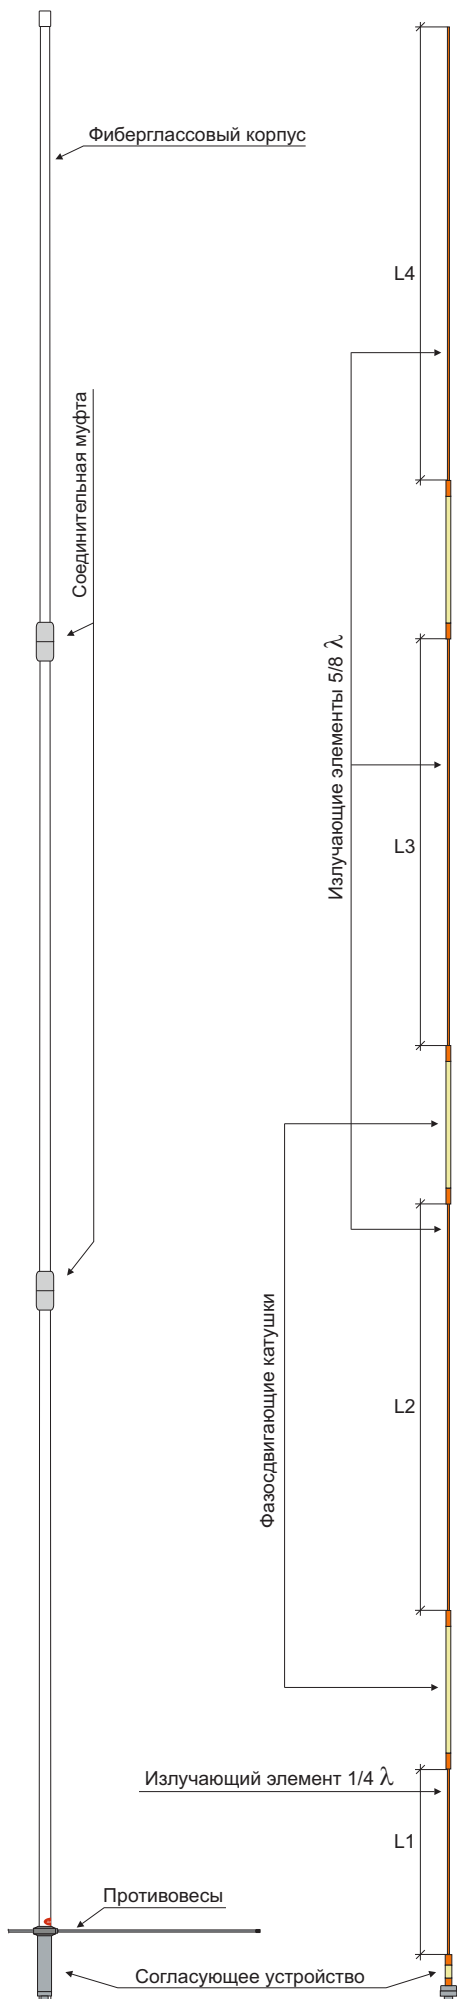 Фиберглассовый корпус
L4
Соединительная муфта
Излучающие элементы 5/8 λ
L3
Фазосдвигающие катушки
L2
Излучающий элемент 1/4 λ
L1
Противовесы
Согласующее устройство